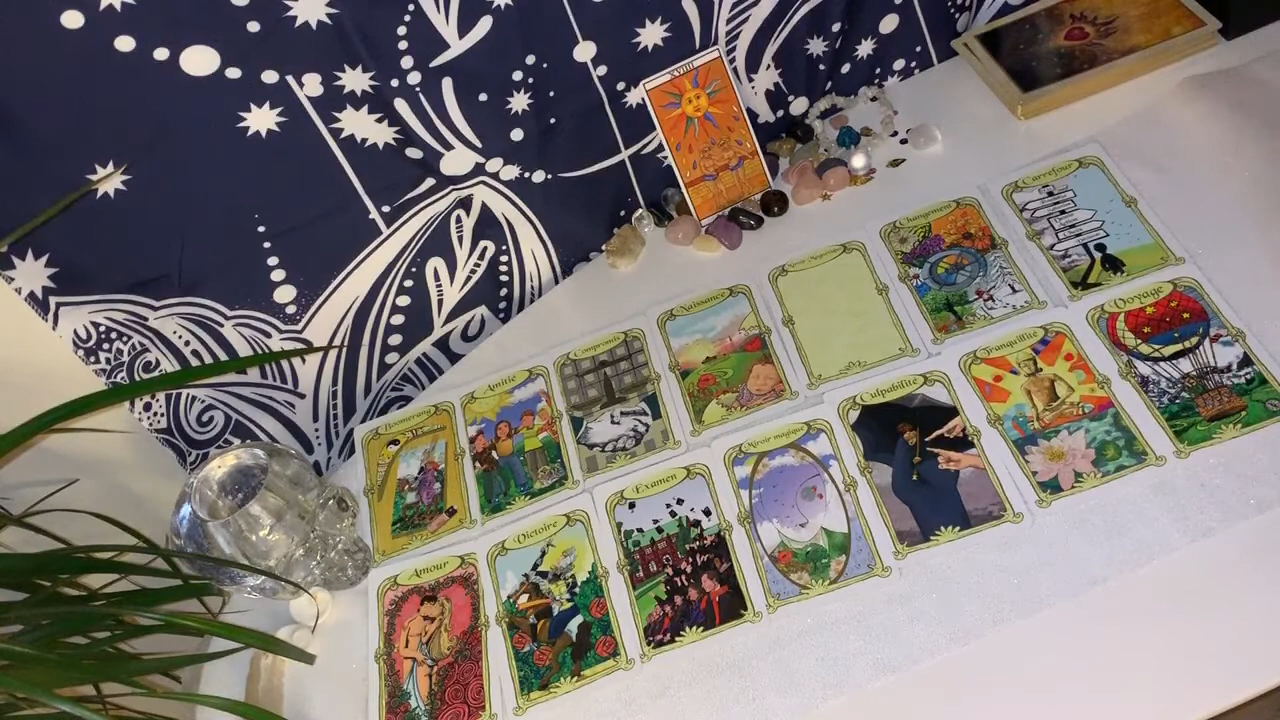 XVIIII
Boomerang
Amitié
Compromis
Naissance
Changement
Carrefour
Amour
Victoire
Examen
Miroir magique
Culpabilité
Tranquillité
Voyage